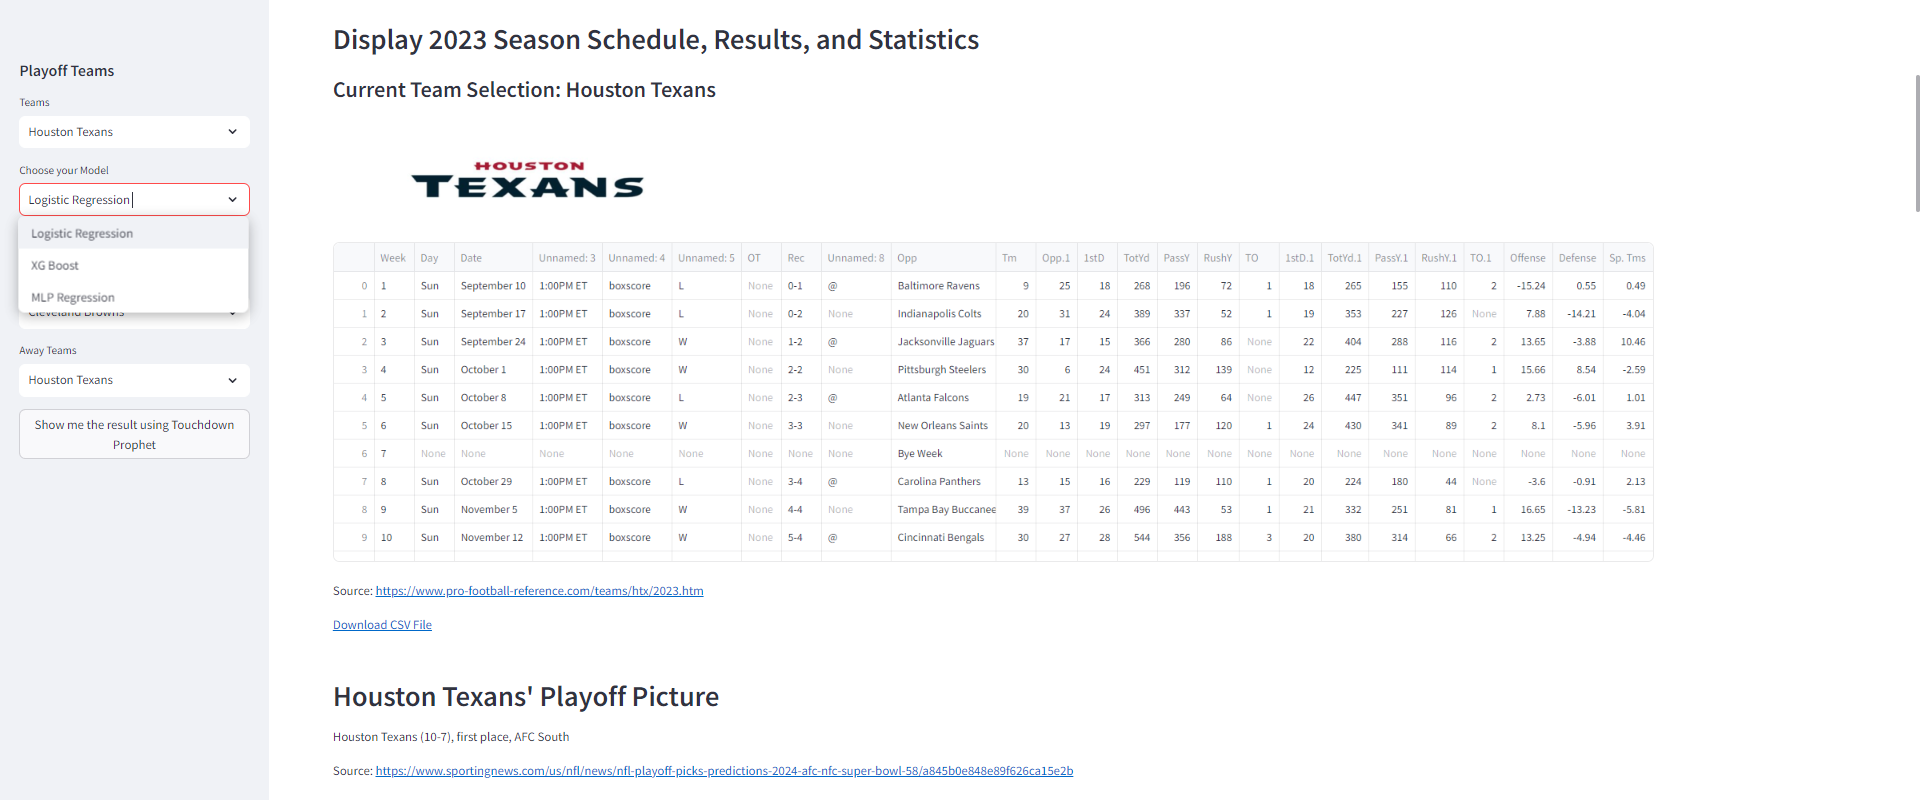 Playoff Teams
Teams
Houston Texans
Choose your Model
Logistic Regression
Logistic Regression
XG Boost
MLP Regression
Cleveland Browns
Away Teams
Houston Texans
Show me the result using Touchdown
Prophet
Display 2023 Season Schedule, Results, and Statistics
Current Team Selection: Houston Texans
HOUSTON
TEXANS
Week Day Date Unnamed: 3 Unnamed: 4 Unnamed: 5 OT Rec Unnamed: 8 Opp Tm Opp.1 1stD TotYd PassY RushY TO 1stD.1 TotYd.1 PassY.1 RushY.1 TO.1 Offense Defense Sp. Tms
0 1 Sun September 10 1:00PM ET boxscore L None 0-1 @ Baltimore Ravens 9 25 18 268 196 72 1 18 265 155 110 2 -15.24 0.55 0.49
1 2 Sun September 17 1:00PM ET boxscore L None 0-2 None Indianapolis Colts 20 31 24 389 337 52 1 19 353 227 126 None 7.88 -14.21 -4.04
2 3 Sun September 24 1:00PM ET boxscore W None 1-2 @ Jacksonville Jaguars 37 17 15 366 280 86 None 22 404 288 116 2 13.65 -3.88 10.46
3 4 Sun October 1 1:00PM ET boxscore W None 2-2 None Pittsburgh Steelers 30 6 24 451 312 139 None 12 225 111 114 1 15.66 8.54 -2.59
4 5 Sun October 8 1:00PM ET boxscore L None 2-3 @ Atlanta Falcons 19 21 17 313 249 64 None 26 447 351 96 2 2.73 -6.01 1.01
5 6 Sun October 15 1:00PM ET boxscore W None 3-3 None New Orleans Saints 20 13 19 297 177 120 1 24 430 341 89 2 8.1 -5.96 3.91
6 7 None None None None None None None None Bye Week None None None None None None None None None None None None None None None
7 8 Sun October 29 1:00PM ET boxscore L None 3-4 @ Carolina Panthers 13 15 16 229 119 110 1 20 224 180 44 None -3.6 -0.91 2.13
8 9 Sun November 5 1:00PM ET boxscore W None 4-4 None Tampa Bay Buccanee 39 37 26 496 443 53 1 21 332 251 81 1 16.65 -13.23 -5.81
9 10 Sun November 12 1:00PM ET boxscore W None 5-4 @ Cincinnati Bengals 30 27 28 544 356 188 3 20 380 314 66 2 13.25 -4.94 -4.46
Source: https://www.pro-football-reference.com/teams/htx/2023.htm
Download CSV File
Houston Texans' Playoff Picture
Houston Texans (10-7), first place, AFC South
Source: https://www.sportingnews.com/us/nfl/news/nfl-playoff-picks-predictions-2024-afc-nfc-super-bowl-58/a845b0e848e89f626ca15e2b